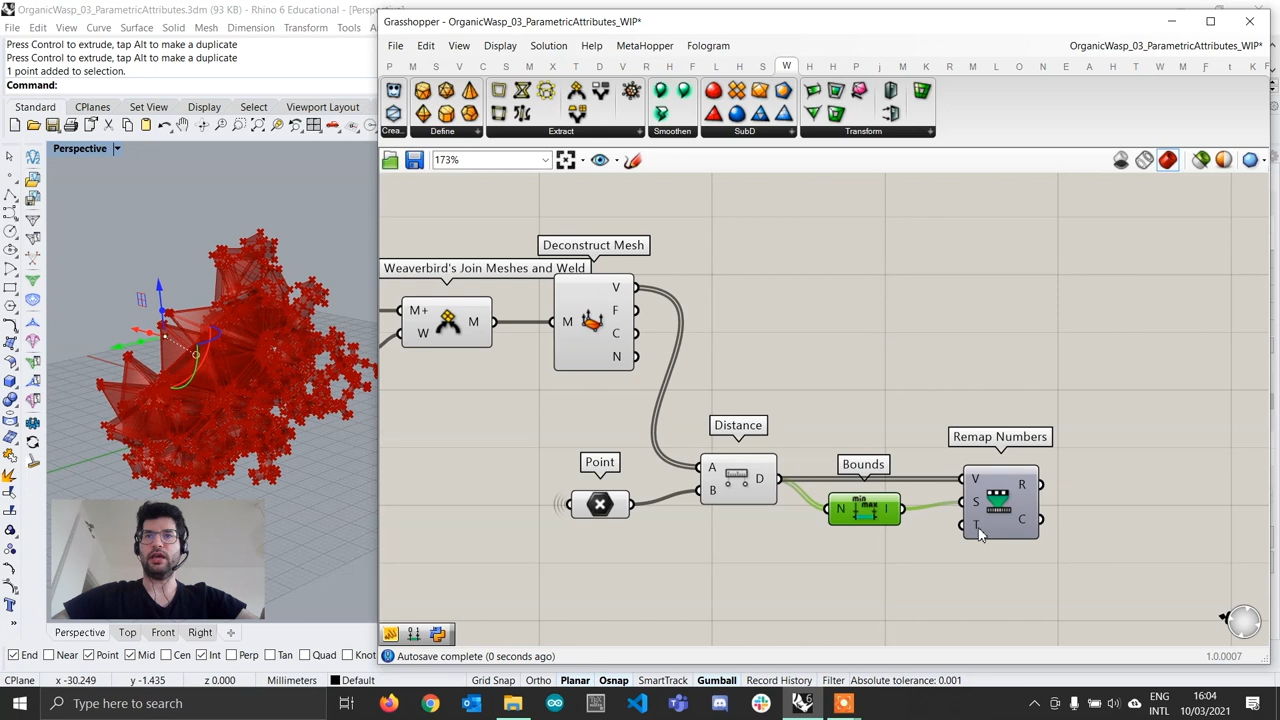 OrganicWasp_03_ParametricAttributes.3dm (93 KB) - Rhino 6 Educational - [Perspective]
File Edit View Curve Surface Solid Mesh Dimension Transform Tools
Press Control to extrude, tap Alt to make a duplicate
Press Control to extrude, tap Alt to make a duplicate
1 point added to selection.
Command:
Standard CPlanes Set View Display Select Viewport Layout
Perspective
Grasshopper - OrganicWasp_03_ParametricAttributes_WIP*
File Edit View Display Solution Help MetaHopper Fologram OrganicWasp_03_ParametricAttributes_WIP*
P M S V C S M X T D R B M E L K D H S W H H S P j M A U R M L O N F t K
Crea... Define Extract Smoothen SubD Transform
173%
Deconstruct Mesh
Weaverbird's Join Meshes and Weld
M+ W M
M V F C N
Distance
Point
A B D
Bounds
N min max I
Remap Numbers
V S T R C
Autosave complete (0 seconds ago) 1.0.0007
Perspective Top Front Right
End Near Point Mid Cen Int Perp Tan Quad Knot
CPlane x -30.249 y -1.435 z 0.000 Millimeters Default Grid Snap Ortho Planar Osnap SmartTrack Gumball Record History Filter Absolute tolerance: 0.001
Type here to search
ENG
INTL
16:04
10/03/2021